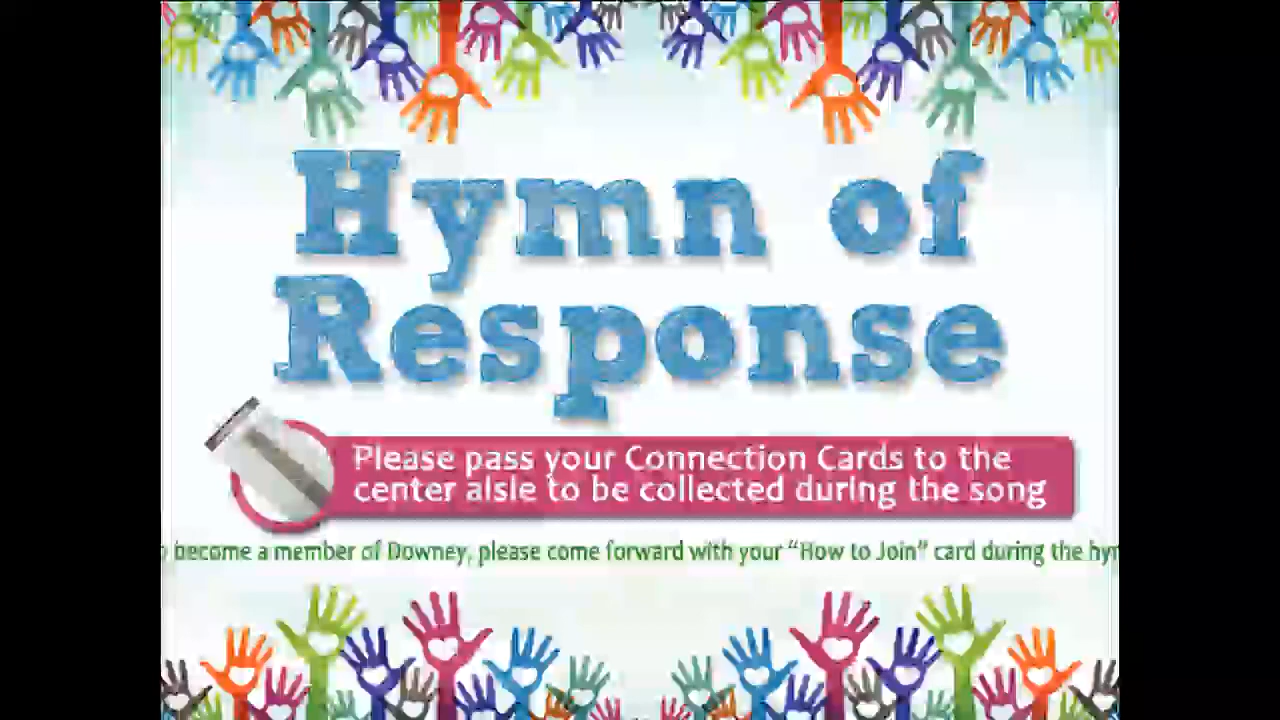 Hymn of
Response
Please pass your Connection Cards to the
center aisle to be collected during the song
become a member of Downey, please come forward with your “How to Join” card during the